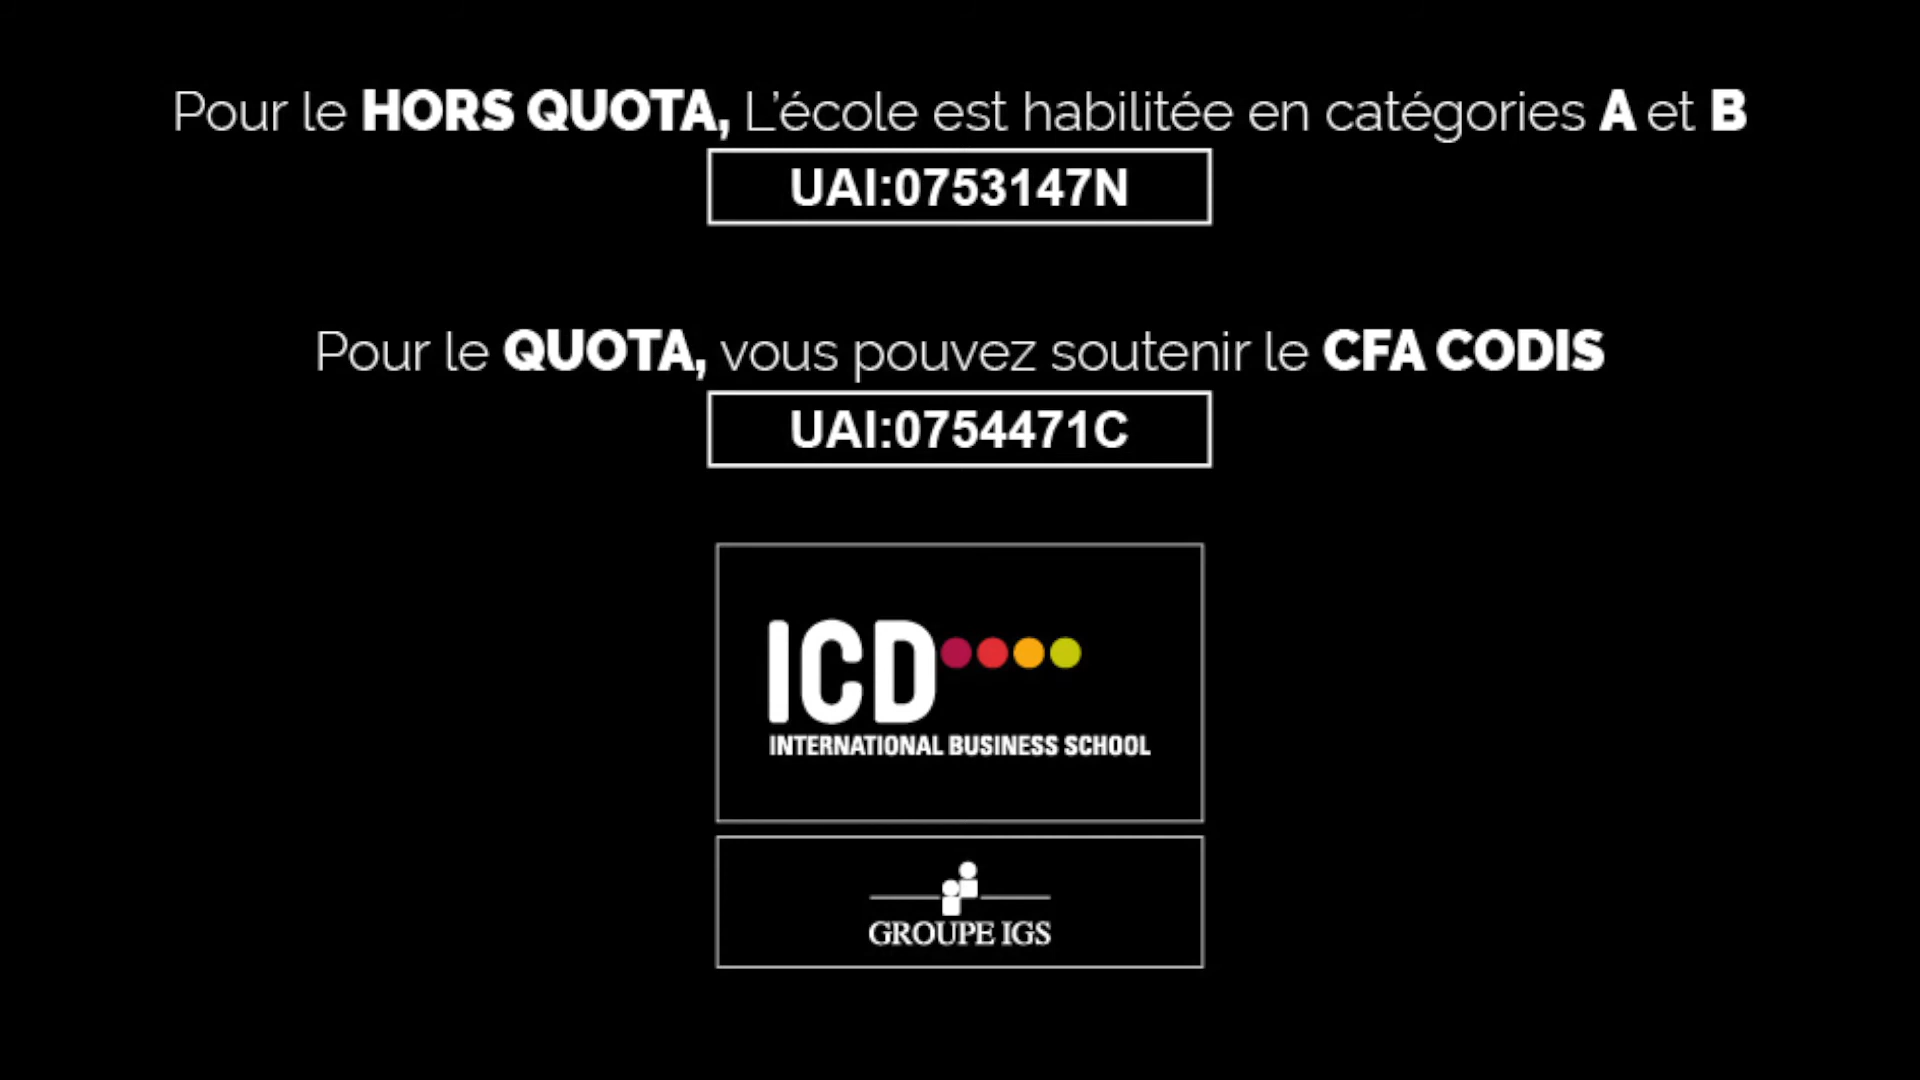 Pour le HORS QUOTA, L'école est habilitée en catégories A et B
UAI:0753147N
Pour le QUOTA, vous pouvez soutenir le CFA CODIS
UAI:0754471C
ICD
INTERNATIONAL BUSINESS SCHOOL
GROUPE IGS